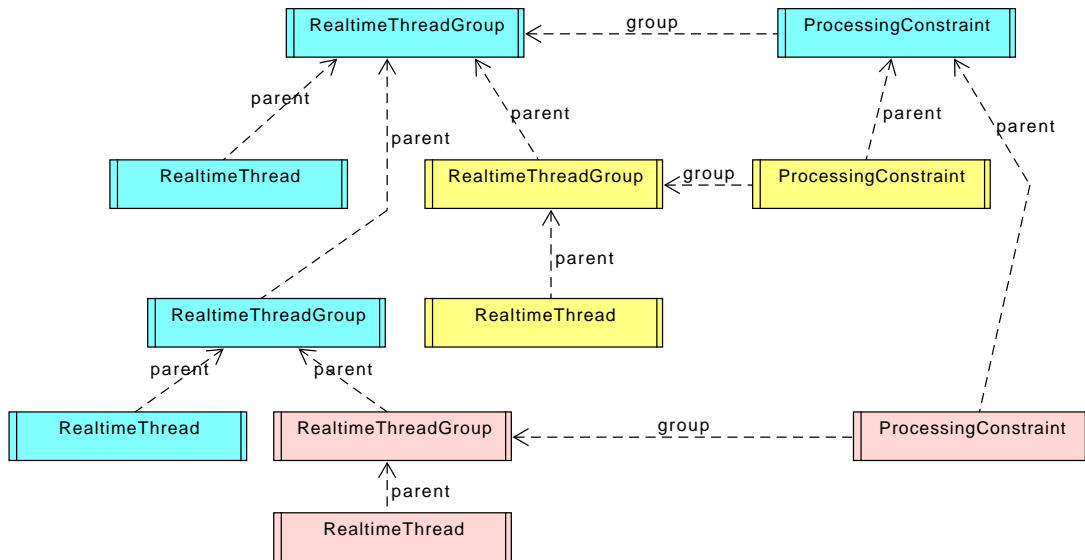 RealtimeThreadGroup
group
ProcessingConstraint
parent
parent
parent
parent
parent
RealtimeThread
RealtimeThreadGroup
group
ProcessingConstraint
parent
RealtimeThreadGroup
RealtimeThread
parent
parent
RealtimeThread
RealtimeThreadGroup
group
ProcessingConstraint
parent
RealtimeThread